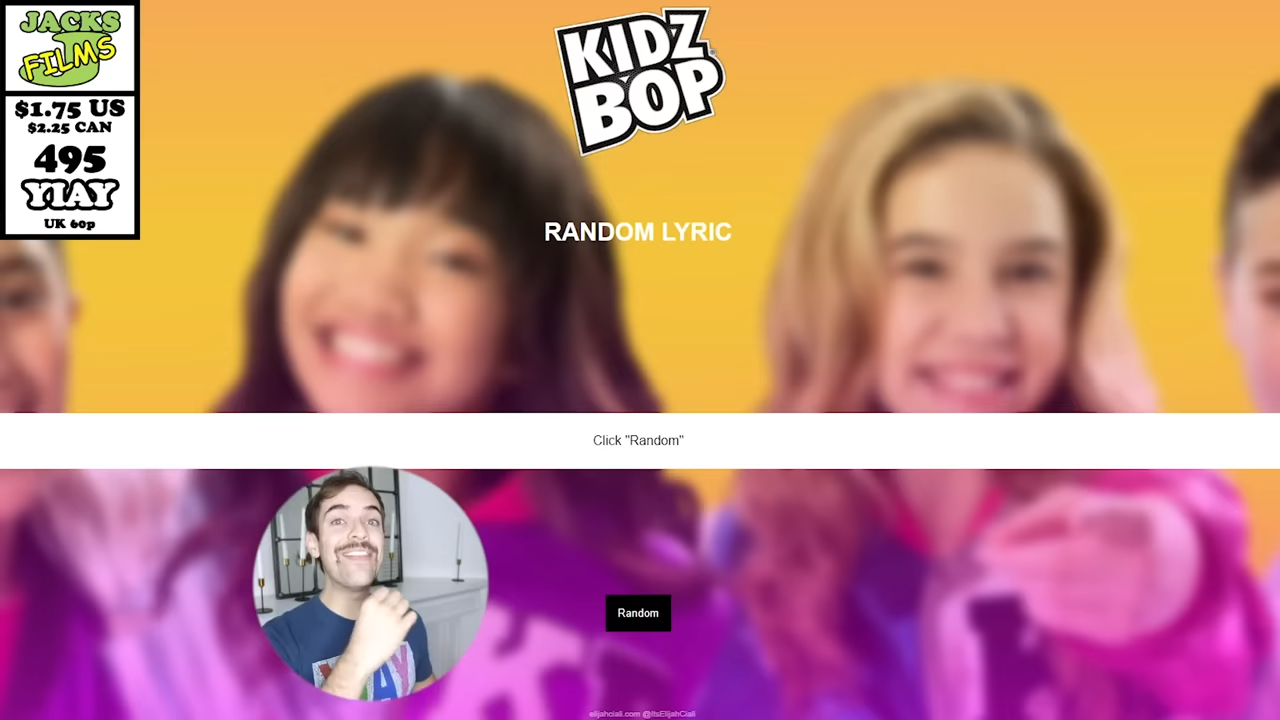 JACKS
FILMS
$1.75 US
$2.25 CAN
495
YIAY
UK 60p
KIDZ
BOP
RANDOM LYRIC
Click "Random"
Random
elijahciali.com @ItsElijahCiali